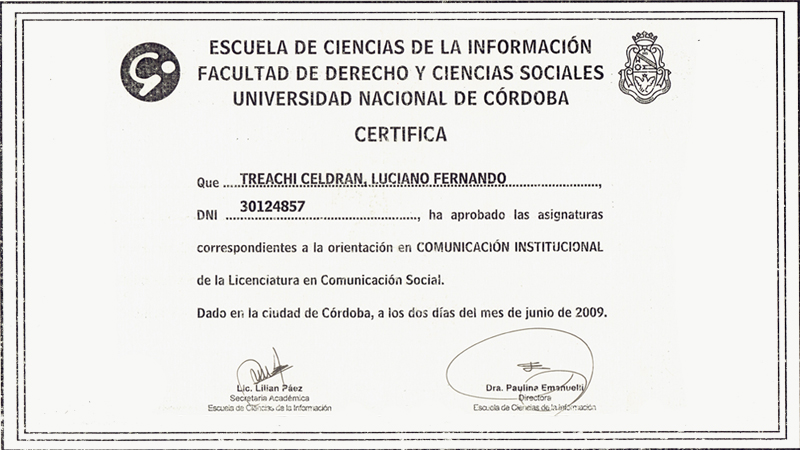 ESCUELA DE CIENCIAS DE LA INFORMACIÓN
FACULTAD DE DERECHO Y CIENCIAS SOCIALES
UNIVERSIDAD NACIONAL DE CÓRDOBA
CERTIFICA
Que ....TREACHI CELDRAN, LUCIANO FERNANDO....,
DNI ....30124857...., ha aprobado las asignaturas
correspondientes a la orientación en COMUNICACIÓN INSTITUCIONAL
de la Licenciatura en Comunicación Social.
Dado en la ciudad de Córdoba, a los dos días del mes de junio de 2009.
Lic. Lilian Páez
Secretaria Académica
Escuela de Ciencias de la Información
Dra. Paulina Emanuelli
Directora
Escuela de Ciencias de la Información